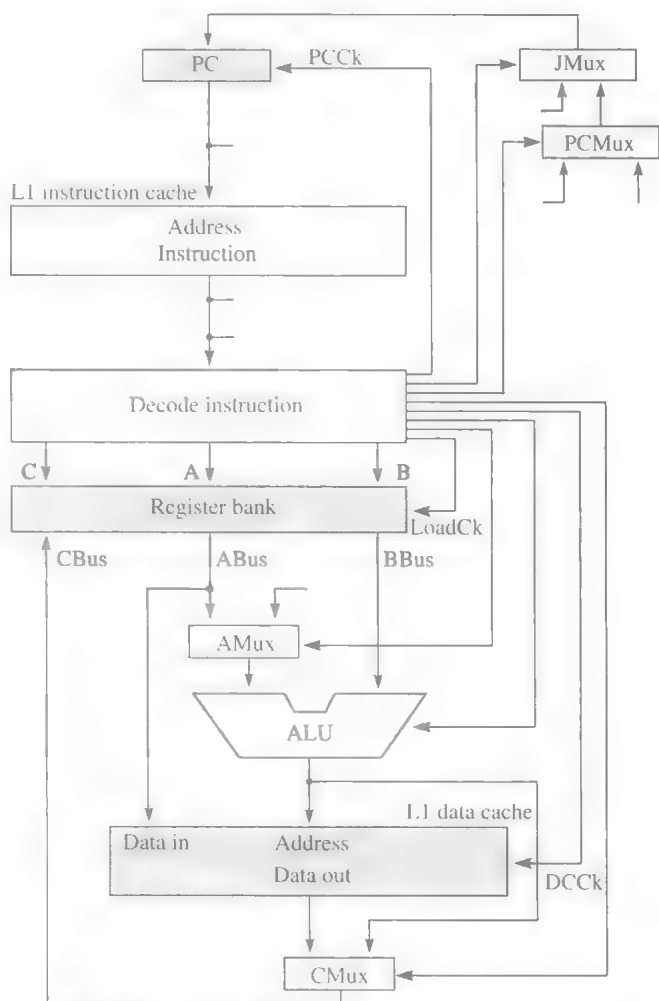 PC
PCCk
JMux
PCMux
L1 instruction cache
Address
Instruction
Decode instruction
C
A
B
Register bank
LoadCk
CBus
ABus
BBus
AMux
ALU
L1 data cache
Data in
Address
Data out
DCCk
CMux